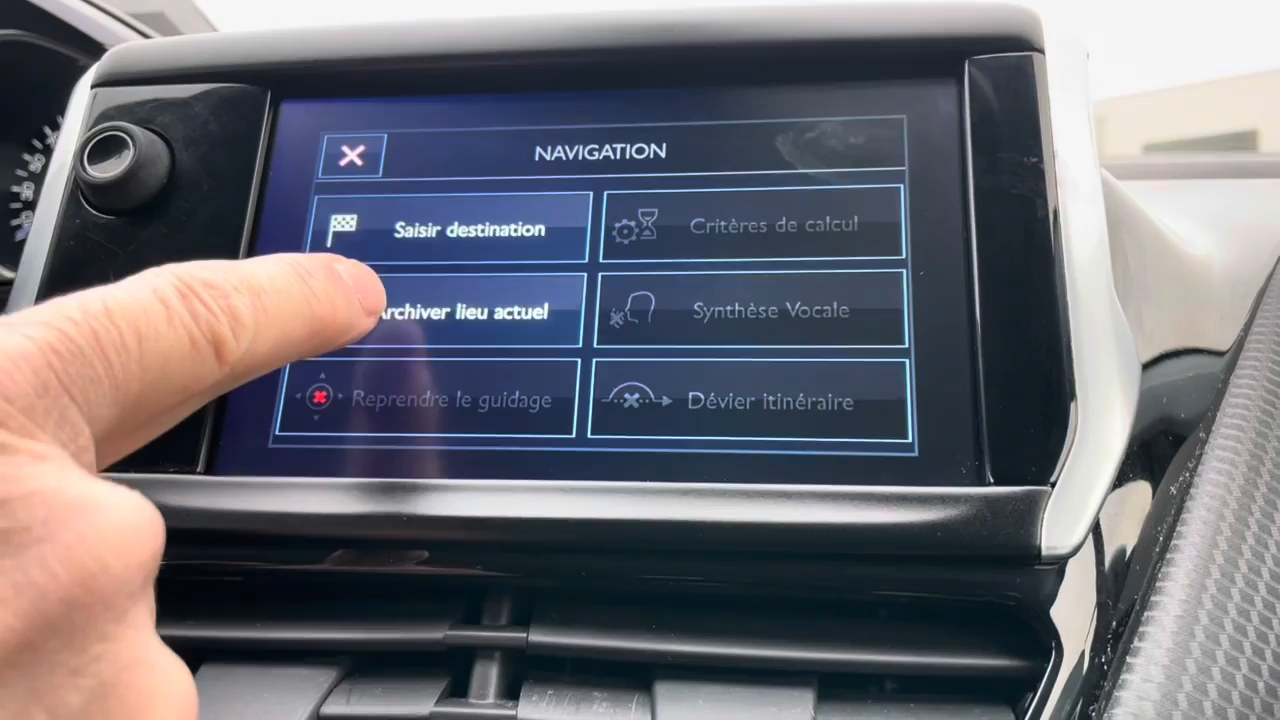 NAVIGATION
Saisir destination
Critères de calcul
Archiver lieu actuel
Synthèse Vocale
Reprendre le guidage
Dévier itinéraire